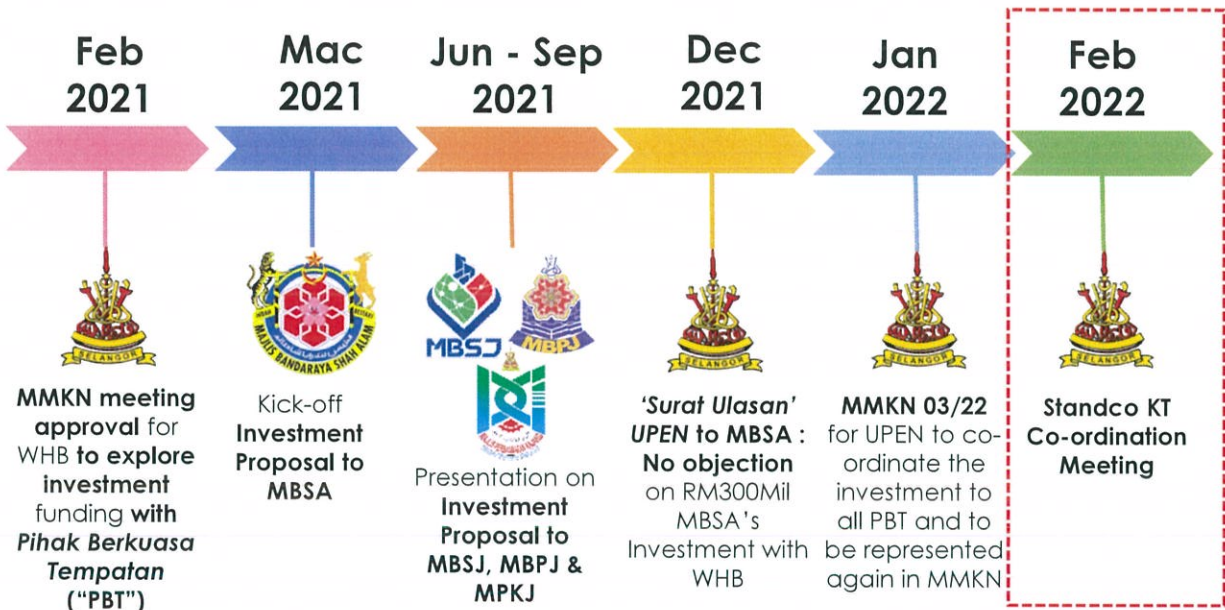 Feb
2021
Mac
2021
Jun - Sep
2021
Dec
2021
Jan
2022
Feb
2022
SELANGOR
MMKN meeting
approval for
WHB to explore
investment
funding with
Pihak Berkuasa
Tempatan
("PBT")
INDAH
BESTARI
MAJLIS BANDARAYA SHAH ALAM
Kick-off
Investment
Proposal to
MBSA
MBSJ
MBPJ
Presentation on
Investment
Proposal to
MBSJ, MBPJ &
MPKJ
SELANGOR
'Surat Ulasan'
UPEN to MBSA :
No objection
on RM300Mil
MBSA's
Investment with
WHB
SELANGOR
MMKN 03/22
for UPEN to co-
ordinate the
investment to
all PBT and to
be represented
again in MMKN
SELANGOR
Standco KT
Co-ordination
Meeting